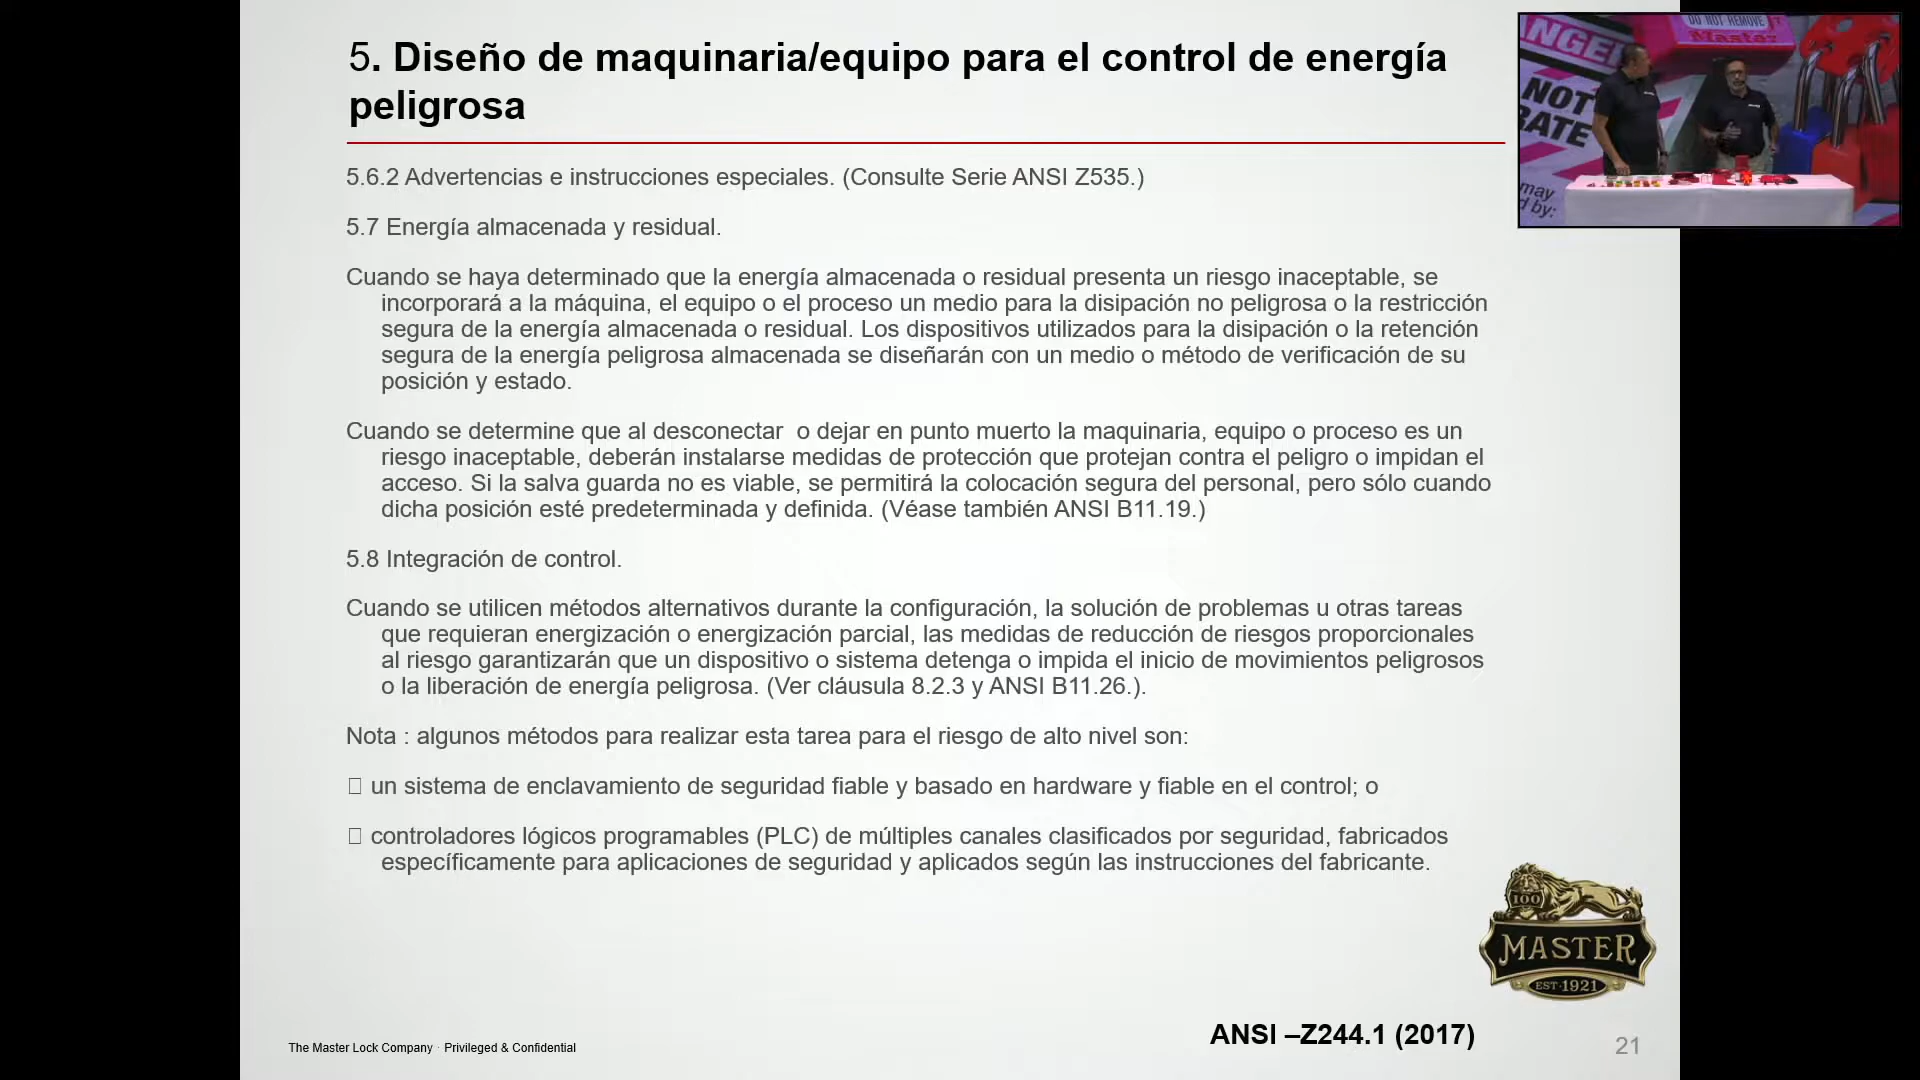 5. Diseño de maquinaria/equipo para el control de energía
peligrosa
5.6.2 Advertencias e instrucciones especiales. (Consulte Serie ANSI Z535.)
5.7 Energía almacenada y residual.
Cuando se haya determinado que la energía almacenada o residual presenta un riesgo inaceptable, se
incorporará a la máquina, el equipo o el proceso un medio para la disipación no peligrosa o la restricción
segura de la energía almacenada o residual. Los dispositivos utilizados para la disipación o la retención
segura de la energía peligrosa almacenada se diseñarán con un medio o método de verificación de su
posición y estado.
Cuando se determine que al desconectar  o dejar en punto muerto la maquinaria, equipo o proceso es un
riesgo inaceptable, deberán instalarse medidas de protección que protejan contra el peligro o impidan el
acceso. Si la salva guarda no es viable, se permitirá la colocación segura del personal, pero sólo cuando
dicha posición esté predeterminada y definida. (Véase también ANSI B11.19.)
5.8 Integración de control.
Cuando se utilicen métodos alternativos durante la configuración, la solución de problemas u otras tareas
que requieran energización o energización parcial, las medidas de reducción de riesgos proporcionales
al riesgo garantizarán que un dispositivo o sistema detenga o impida el inicio de movimientos peligrosos
o la liberación de energía peligrosa. (Ver cláusula 8.2.3 y ANSI B11.26.).
Nota : algunos métodos para realizar esta tarea para el riesgo de alto nivel son:
un sistema de enclavamiento de seguridad fiable y basado en hardware y fiable en el control; o
controladores lógicos programables (PLC) de múltiples canales clasificados por seguridad, fabricados
específicamente para aplicaciones de seguridad y aplicados según las instrucciones del fabricante.
100
MASTER
EST·1921
ANSI –Z244.1 (2017)
The Master Lock Company · Privileged & Confidential
21
DO NOT REMOVE
Master
NGER
NOT
RATE
may
d by: